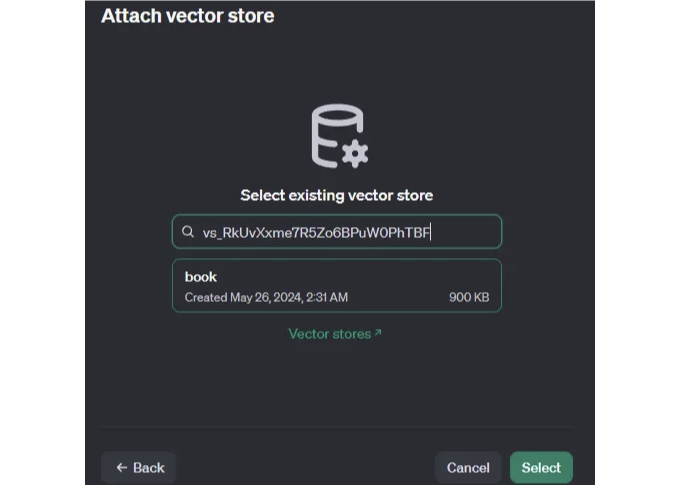 Attach vector store
Select existing vector store
vs_RkUvXxme7R5Zo6BPuW0PhTBF
book
Created May 26, 2024, 2:31 AM 900 KB
Vector stores ↗
← Back Cancel Select